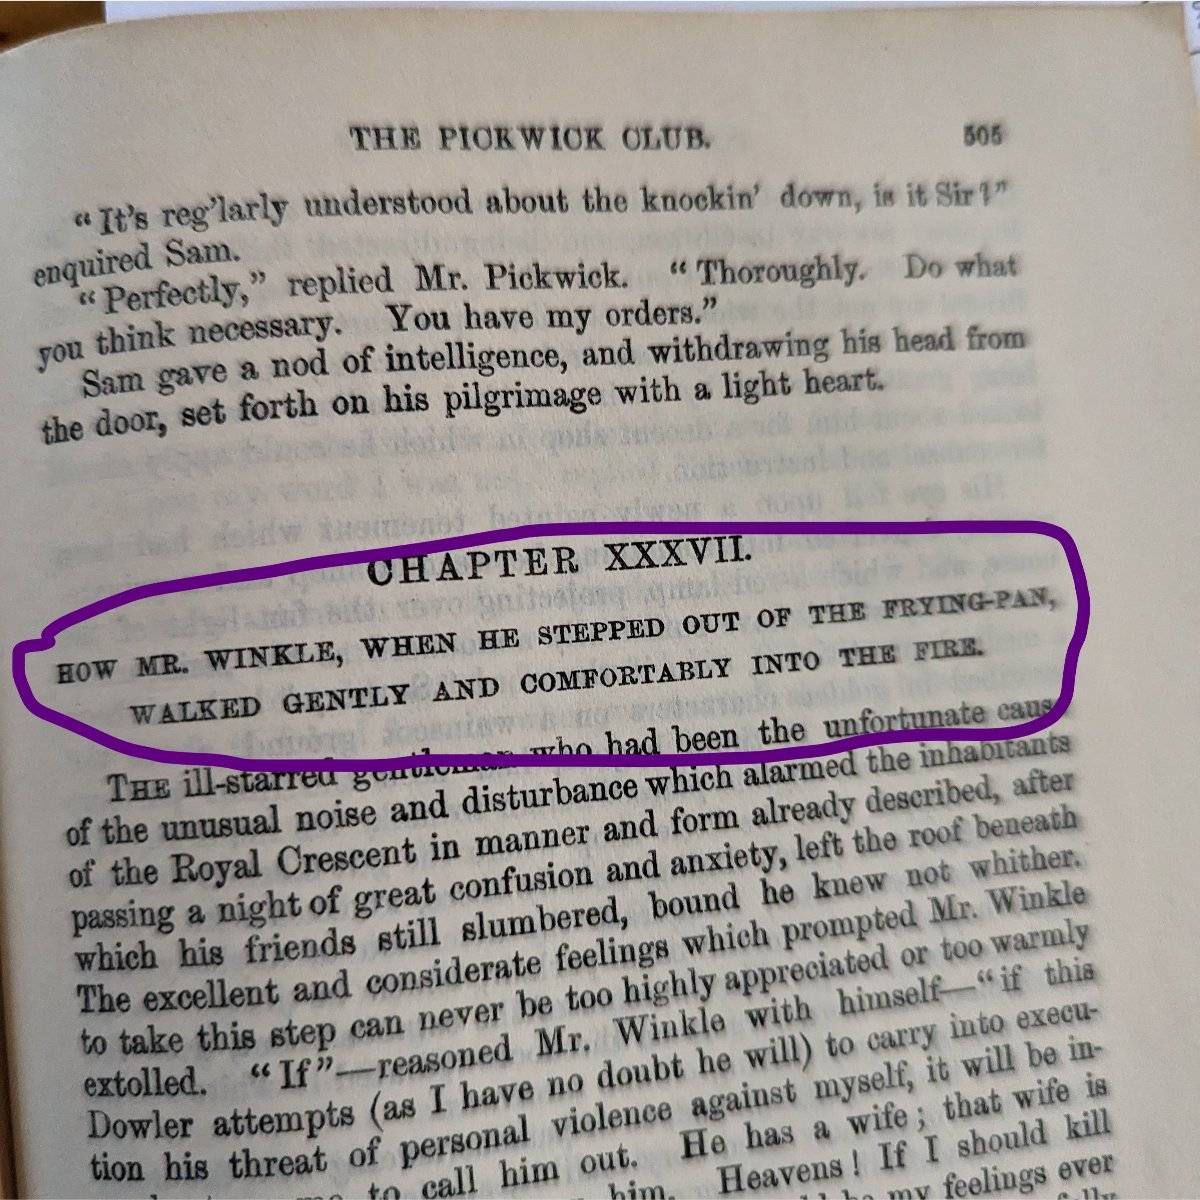 THE PICKWICK CLUB. 505
“It's reg'larly understood about the knockin' down, is it Sir?”
enquired Sam.
“Perfectly,” replied Mr. Pickwick. “Thoroughly. Do what
you think necessary. You have my orders.”
Sam gave a nod of intelligence, and withdrawing his head from
the door, set forth on his pilgrimage with a light heart.
CHAPTER XXXVII.
HOW MR. WINKLE, WHEN HE STEPPED OUT OF THE FRYING-PAN,
WALKED GENTLY AND COMFORTABLY INTO THE FIRE.
THE ill-starred gentleman who had been the unfortunate cause
of the unusual noise and disturbance which alarmed the inhabitants
of the Royal Crescent in manner and form already described, after
passing a night of great confusion and anxiety, left the roof beneath
which his friends still slumbered, bound he knew not whither.
The excellent and considerate feelings which prompted Mr. Winkle
to take this step can never be too highly appreciated or too warmly
extolled. “If”—reasoned Mr. Winkle with himself—“if this
Dowler attempts (as I have no doubt he will) to carry into execu-
tion his threat of personal violence against myself, it will be in-
to call him out. He has a wife; that wife is
him. Heavens! If I should kill
my feelings ever